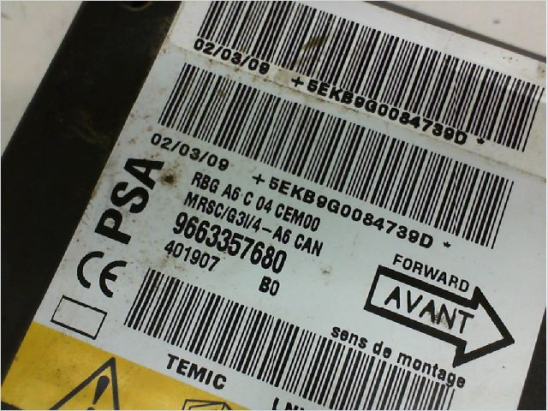 02/03/09 +5EKB9G0084739D *
02/03/09 +5EKB9G0084739D *
PSA
RBG A6 C 04 CEM00
MRSC/G3I/4-A6 CAN
9663357680
401907 B0
CE
FORWARD
AVANT
sens de montage
TEMIC